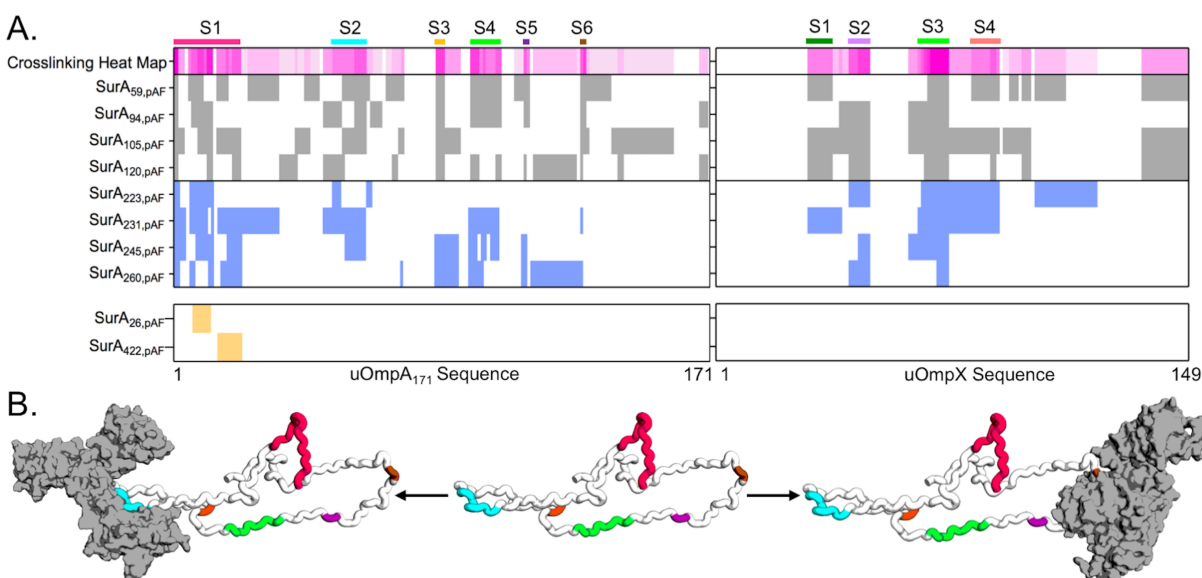 A.
S1 S2 S3 S4 S5 S6 S1 S2 S3 S4
Crosslinking Heat Map
SurA59,pAF
SurA94,pAF
SurA105,pAF
SurA120,pAF
SurA223,pAF
SurA231,pAF
SurA245,pAF
SurA260,pAF
SurA26,pAF
SurA422,pAF
1 uOmpA171 Sequence 171 1 uOmpX Sequence 149
B.